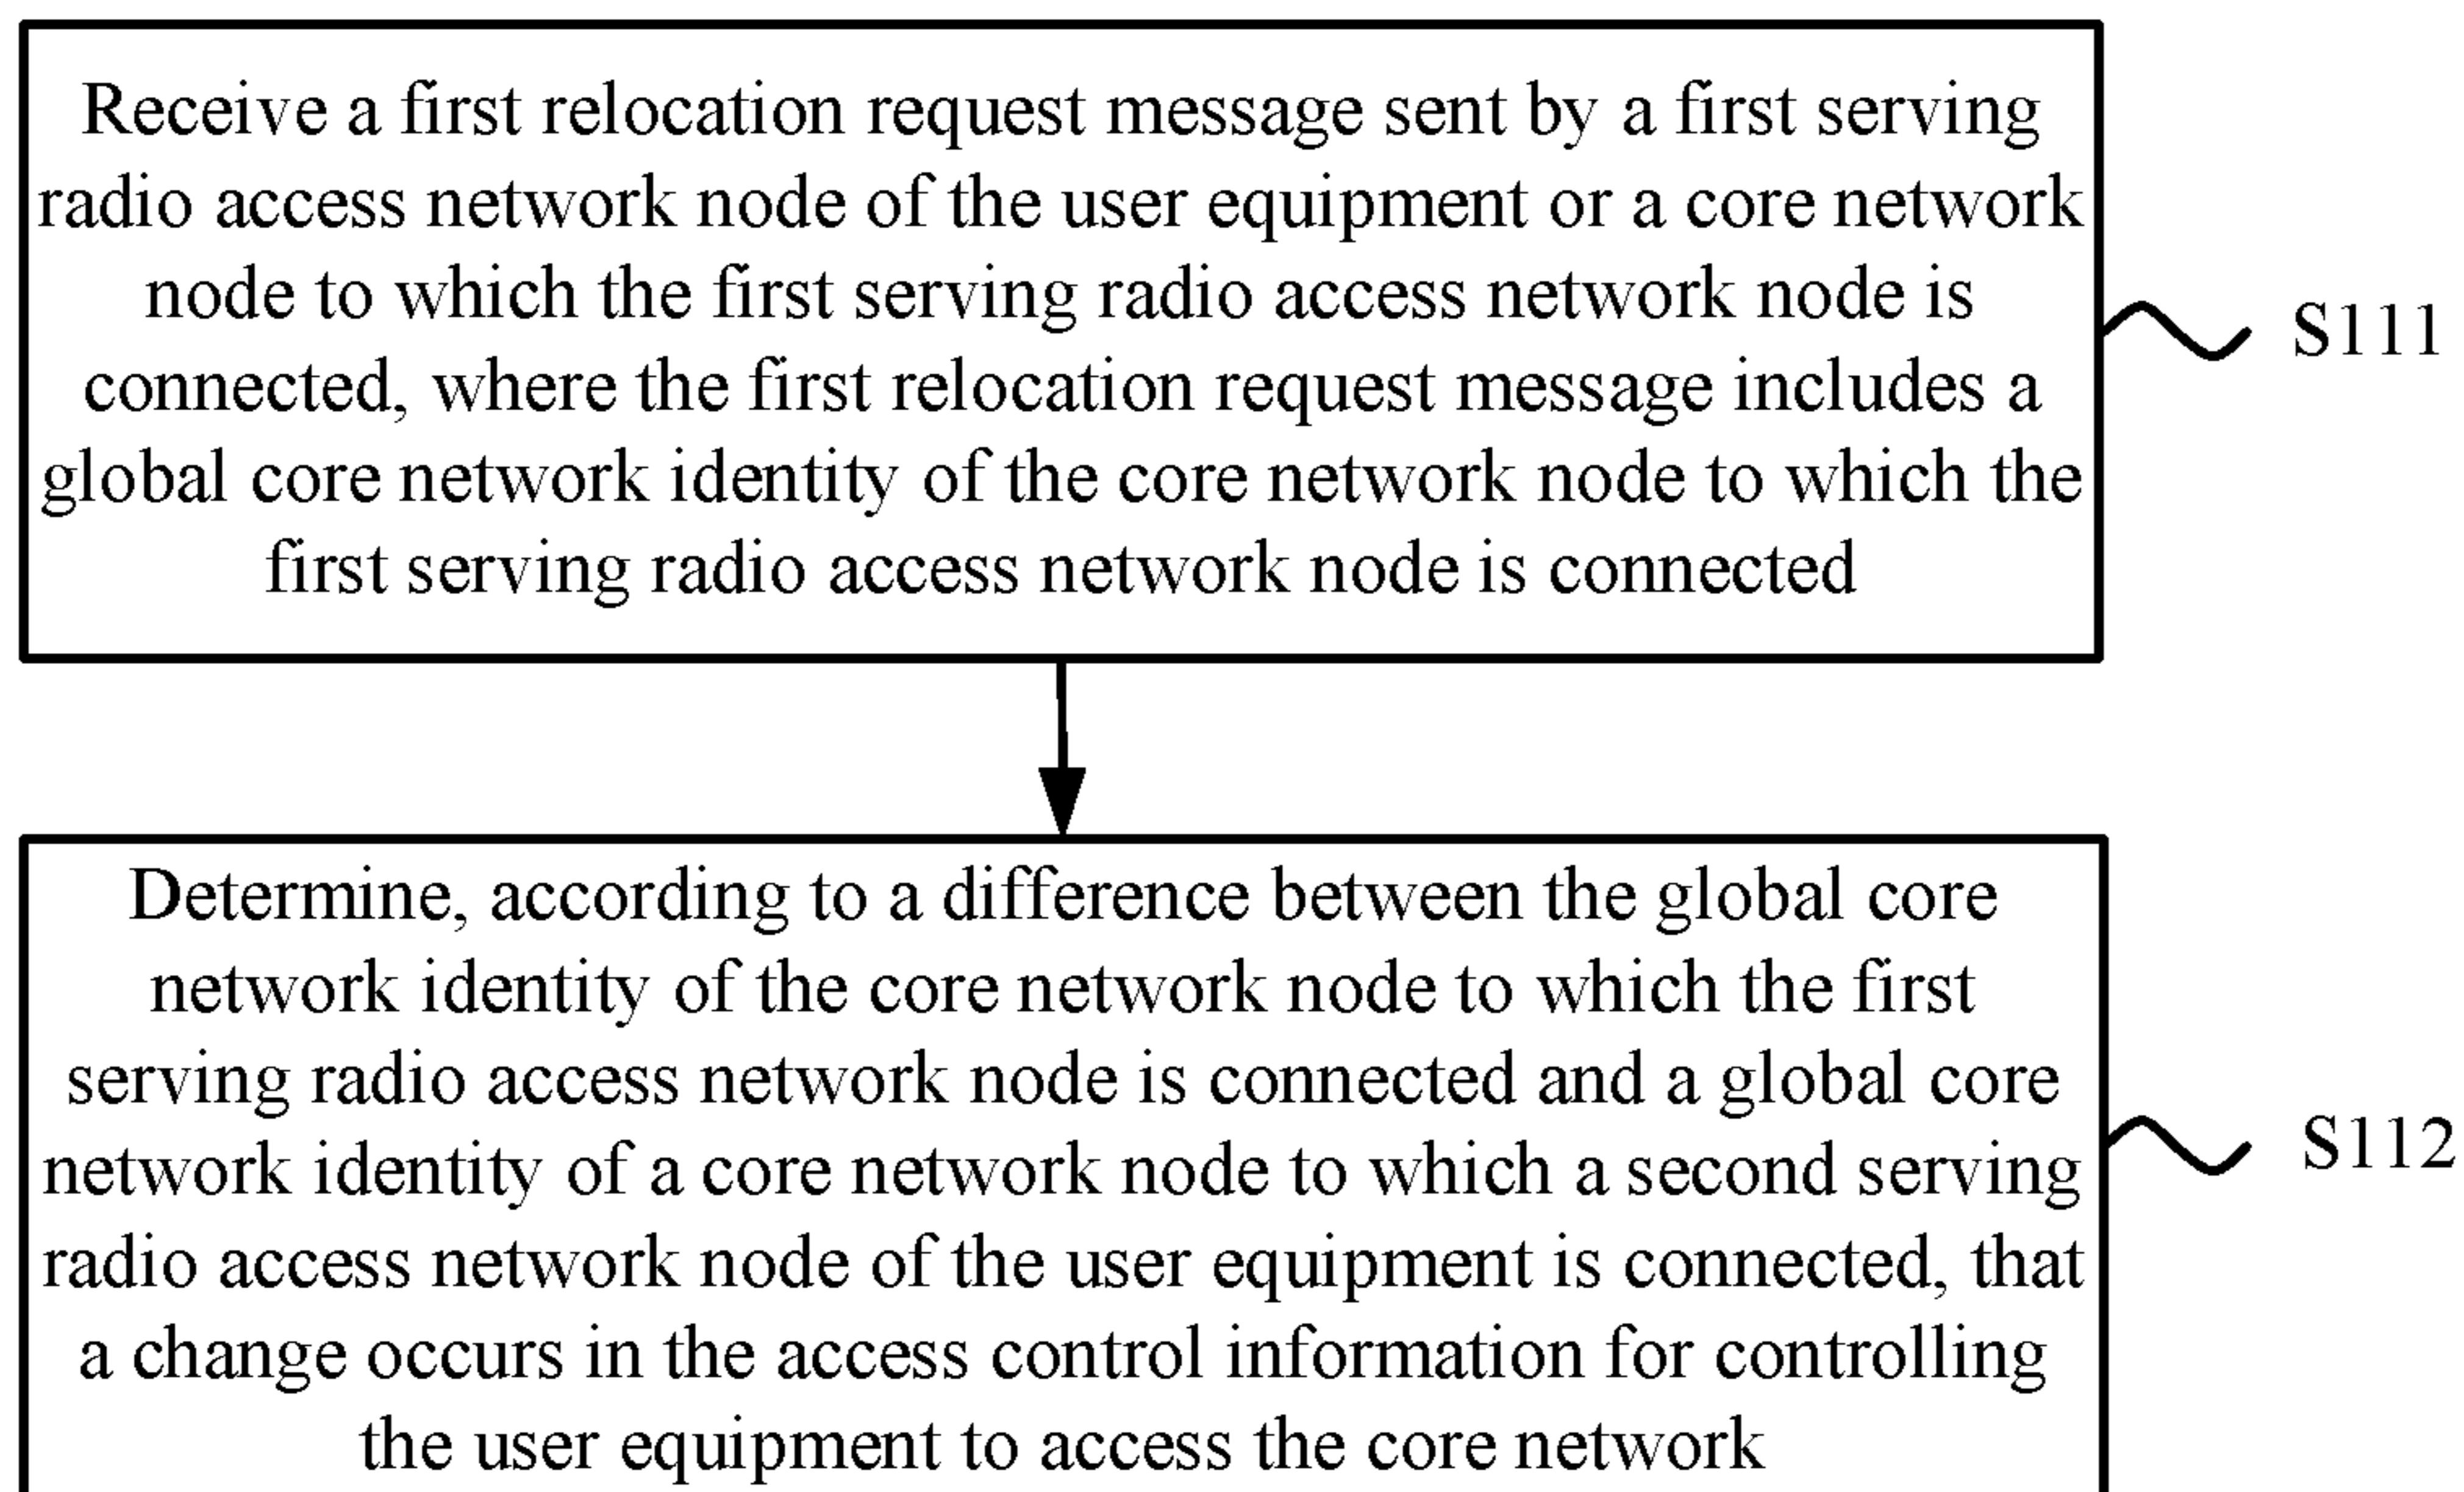 Receive a first relocation request message sent by a first serving
radio access network node of the user equipment or a core network
node to which the first serving radio access network node is
connected, where the first relocation request message includes a
global core network identity of the core network node to which the
first serving radio access network node is connected
S111
Determine, according to a difference between the global core
network identity of the core network node to which the first
serving radio access network node is connected and a global core
network identity of a core network node to which a second serving
radio access network node of the user equipment is connected, that
a change occurs in the access control information for controlling
the user equipment to access the core network
S112